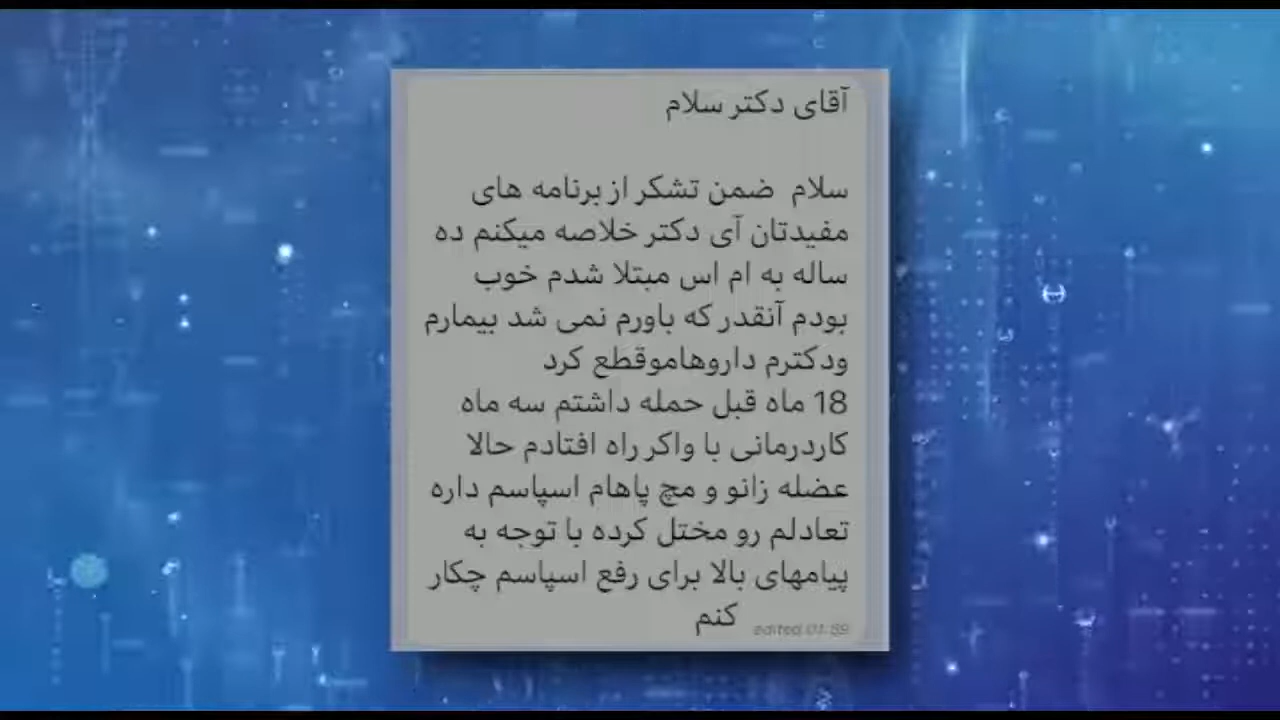 آقای دکتر سلام
سلام  ضمن تشکر از برنامه های
مفیدتان آی دکتر خلاصه میکنم ده
ساله به ام اس مبتلا شدم خوب
بودم آنقدر که باورم نمی شد بیمارم
ودکترم داروهاموقطع کرد
18 ماه قبل حمله داشتم سه ماه
کاردرمانی با واکر راه افتادم حالا
عضله زانو و مچ پاهام اسپاسم داره
تعادلم رو مختل کرده با توجه به
پیامهای بالا برای رفع اسپاسم چکار
کنم
edited 01:59